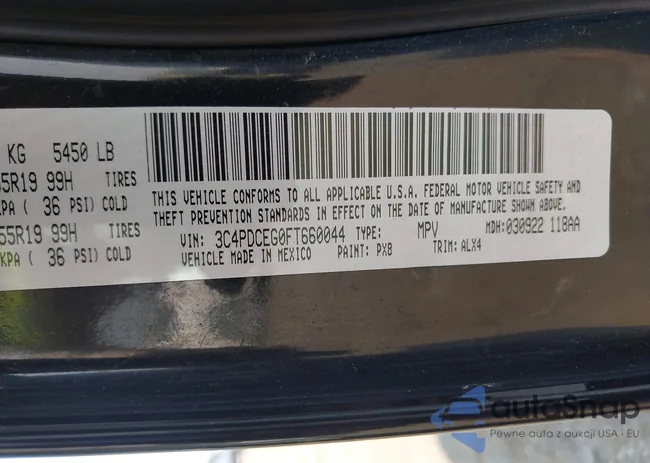 KG 5450 LB
55R19 99H TIRES
KPA ( 36 PSI) COLD
55R19 99H TIRES
KPA ( 36 PSI) COLD
THIS VEHICLE CONFORMS TO ALL APPLICABLE U.S.A. FEDERAL MOTOR VEHICLE SAFETY AND
THEFT PREVENTION STANDARDS IN EFFECT ON THE DATE OF MANUFACTURE SHOWN ABOVE.
VIN: 3C4PDCEG0FT660044 TYPE: MPV MDH:030922 118AA
VEHICLE MADE IN MEXICO PAINT: PX8 TRIM: ALX4
autoSnap
Pewne auta z aukcji USA i EU